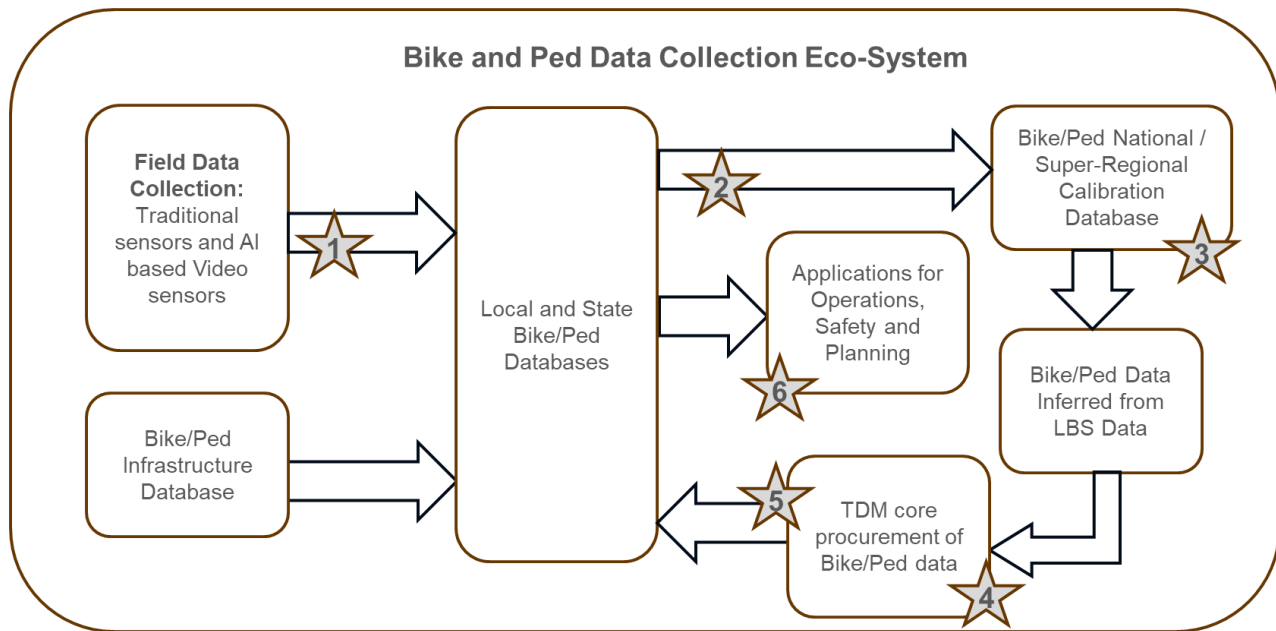 Bike and Ped Data Collection Eco-System
Field Data
Collection:
Traditional
sensors and AI
based Video
sensors
1
Bike/Ped
Infrastructure
Database
Local and State
Bike/Ped
Databases
2
Bike/Ped National /
Super-Regional
Calibration
Database
3
Applications for
Operations,
Safety and
Planning
6
Bike/Ped Data
Inferred from
LBS Data
5
TDM core
procurement of
Bike/Ped data
4